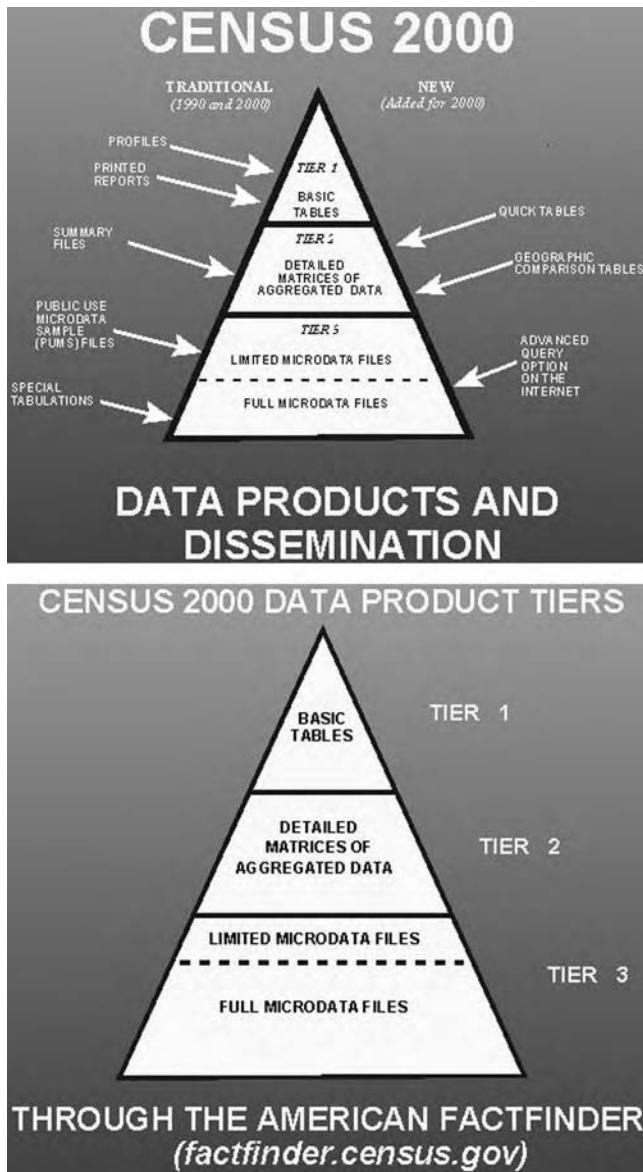 CENSUS 2000
TRADITIONAL
(1990 and 2000)
NEW
(Added for 2000)
PROFILES
PRINTED
REPORTS
SUMMARY
FILES
PUBLIC USE
MICRODATA
SAMPLE
(PUMS) FILES
SPECIAL
TABULATIONS
TIER 1
BASIC
TABLES
TIER 2
DETAILED
MATRICES OF
AGGREGATED DATA
TIER 3
LIMITED MICRODATA FILES
FULL MICRODATA FILES
QUICK TABLES
GEOGRAPHIC
COMPARISON TABLES
ADVANCED
QUERY
OPTION
ON THE
INTERNET
DATA PRODUCTS AND
DISSEMINATION
CENSUS 2000 DATA PRODUCT TIERS
BASIC
TABLES
TIER 1
DETAILED
MATRICES OF
AGGREGATED DATA
TIER 2
LIMITED MICRODATA FILES
FULL MICRODATA FILES
TIER 3
THROUGH THE AMERICAN FACTFINDER
(factfinder.census.gov)